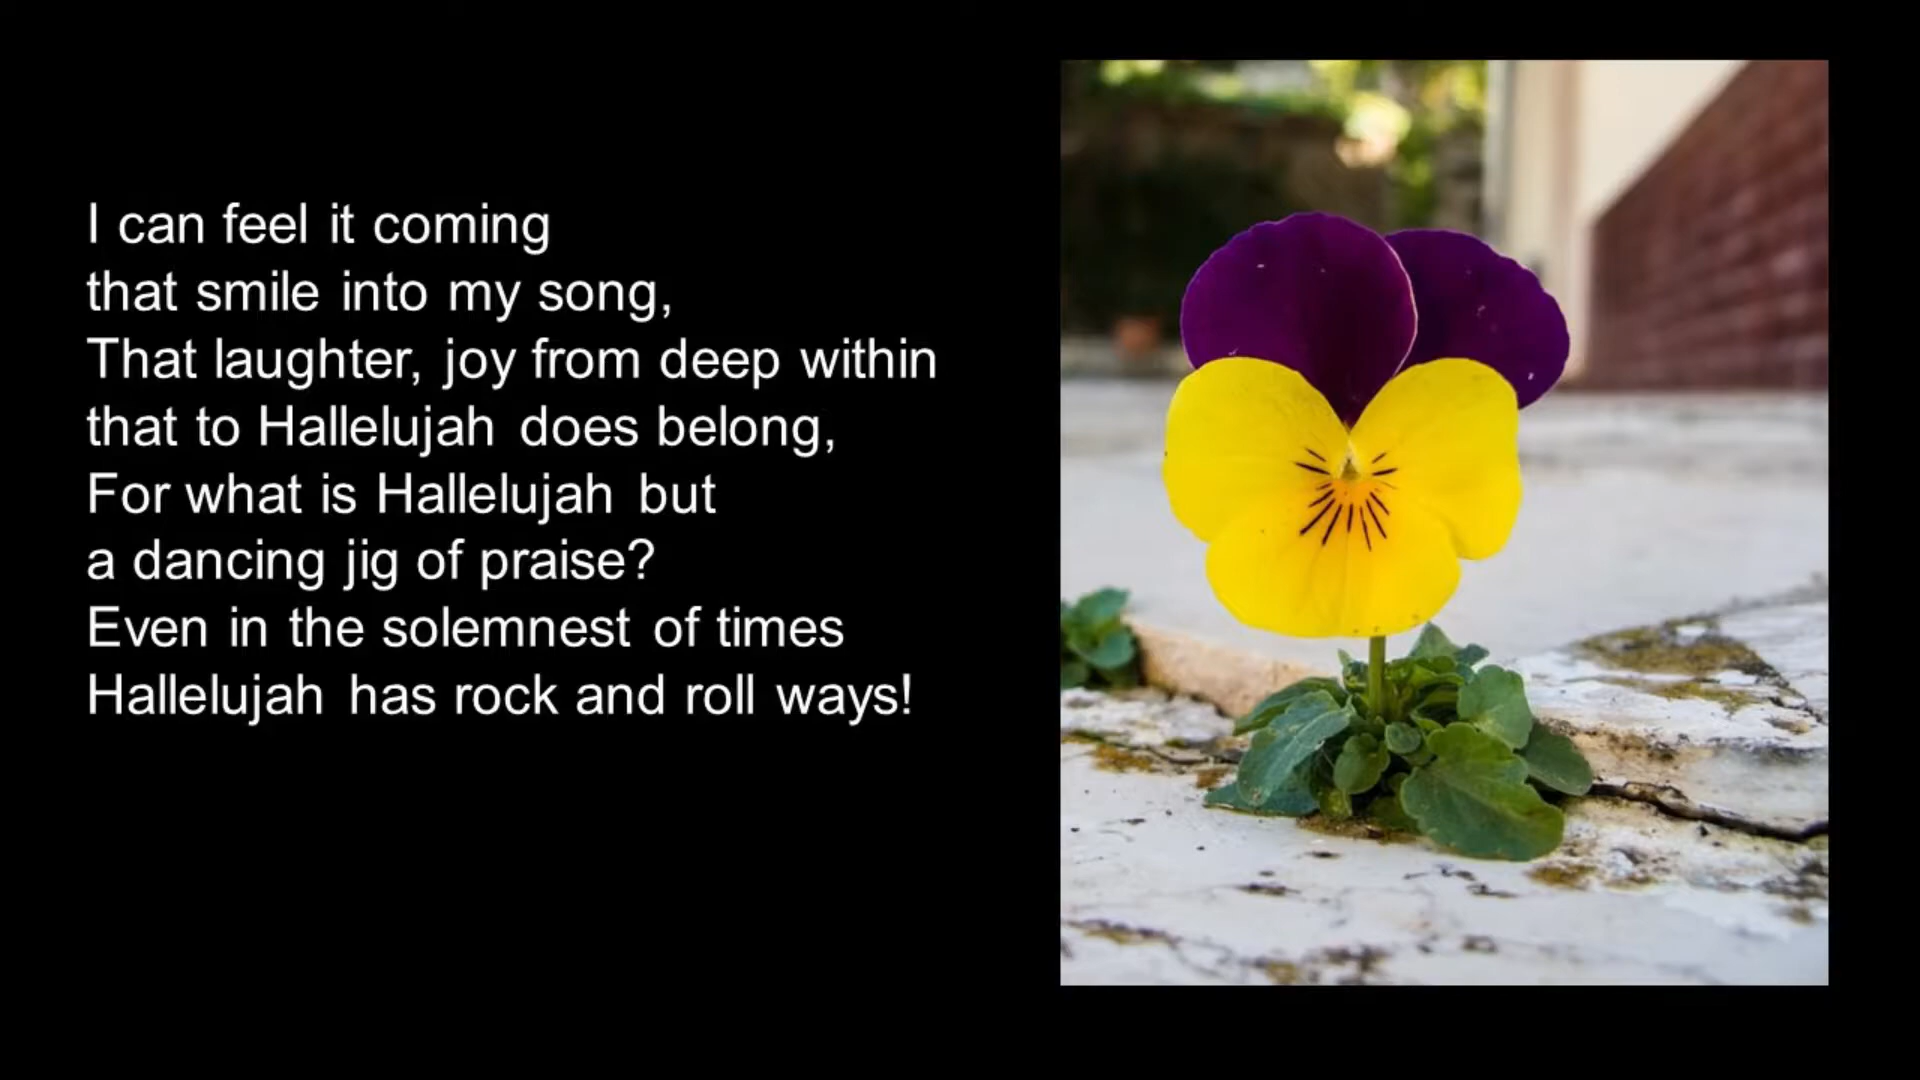 I can feel it coming
that smile into my song,
That laughter, joy from deep within
that to Hallelujah does belong,
For what is Hallelujah but
a dancing jig of praise?
Even in the solemnest of times
Hallelujah has rock and roll ways!